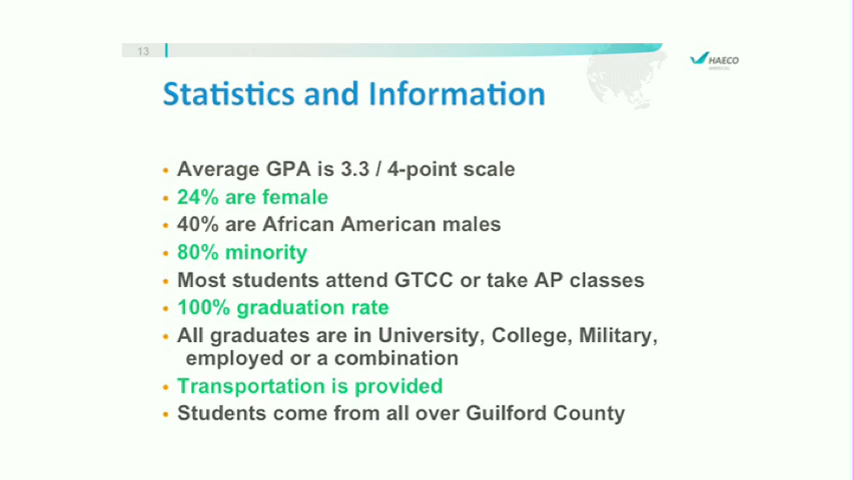 13
HAECO
AMERICAS
Statistics and Information
• Average GPA is 3.3 / 4-point scale
• 24% are female
• 40% are African American males
• 80% minority
• Most students attend GTCC or take AP classes
• 100% graduation rate
• All graduates are in University, College, Military,
employed or a combination
• Transportation is provided
• Students come from all over Guilford County